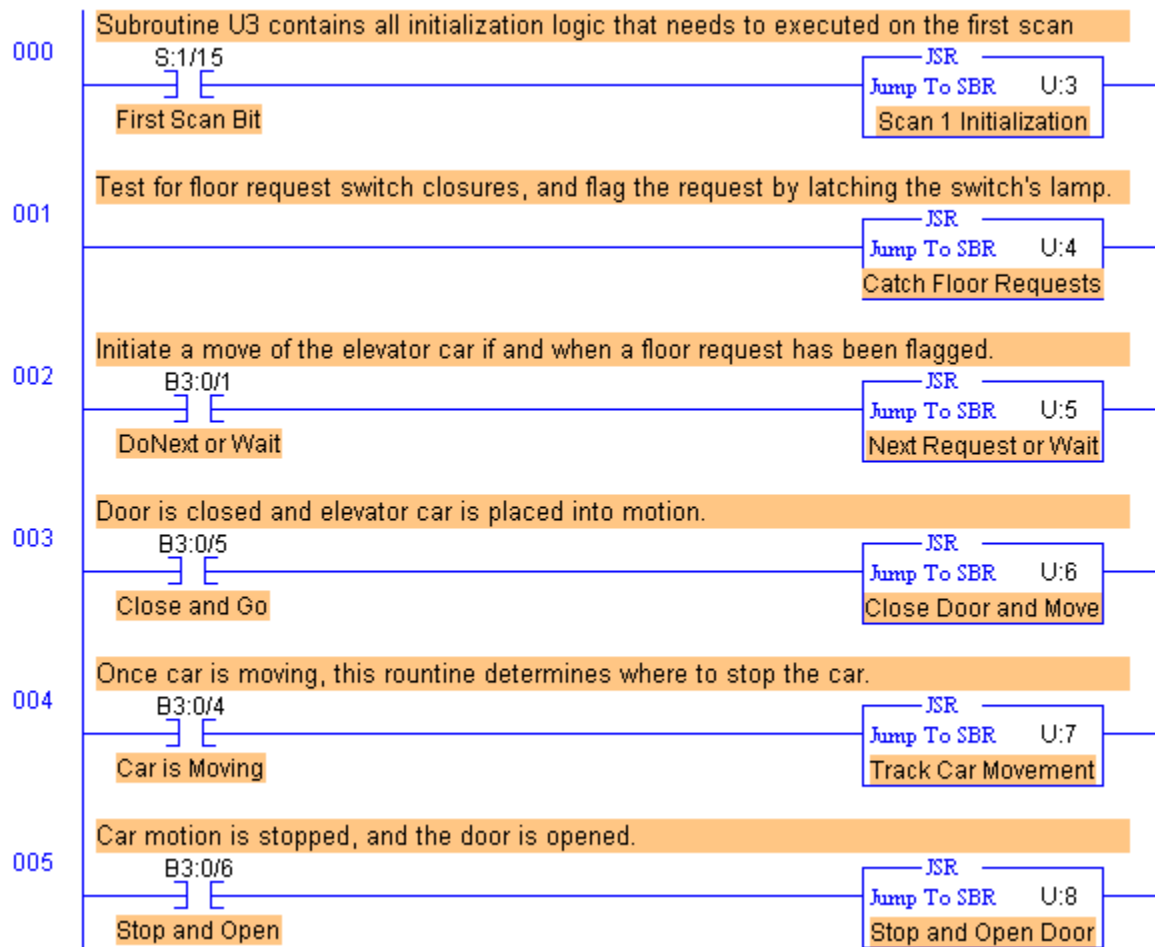 Subroutine U3 contains all initialization logic that needs to executed on the first scan
000
S:1/15
JSR
Jump To SBR U:3
First Scan Bit
Scan 1 Initialization
Test for floor request switch closures, and flag the request by latching the switch's lamp.
001
JSR
Jump To SBR U:4
Catch Floor Requests
Initiate a move of the elevator car if and when a floor request has been flagged.
002
B3:0/1
JSR
Jump To SBR U:5
DoNext or Wait
Next Request or Wait
Door is closed and elevator car is placed into motion.
003
B3:0/5
JSR
Jump To SBR U:6
Close and Go
Close Door and Move
Once car is moving, this rountine determines where to stop the car.
004
B3:0/4
JSR
Jump To SBR U:7
Car is Moving
Track Car Movement
Car motion is stopped, and the door is opened.
005
B3:0/6
JSR
Jump To SBR U:8
Stop and Open
Stop and Open Door